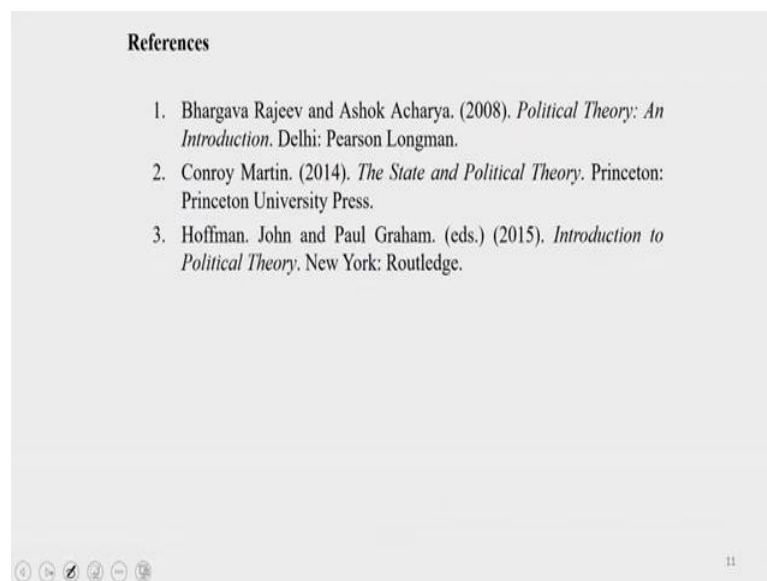 References
1. Bhargava Rajeev and Ashok Acharya. (2008). Political Theory: An
Introduction. Delhi: Pearson Longman.
2. Conroy Martin. (2014). The State and Political Theory. Princeton:
Princeton University Press.
3. Hoffman. John and Paul Graham. (eds.) (2015). Introduction to
Political Theory. New York: Routledge.
11